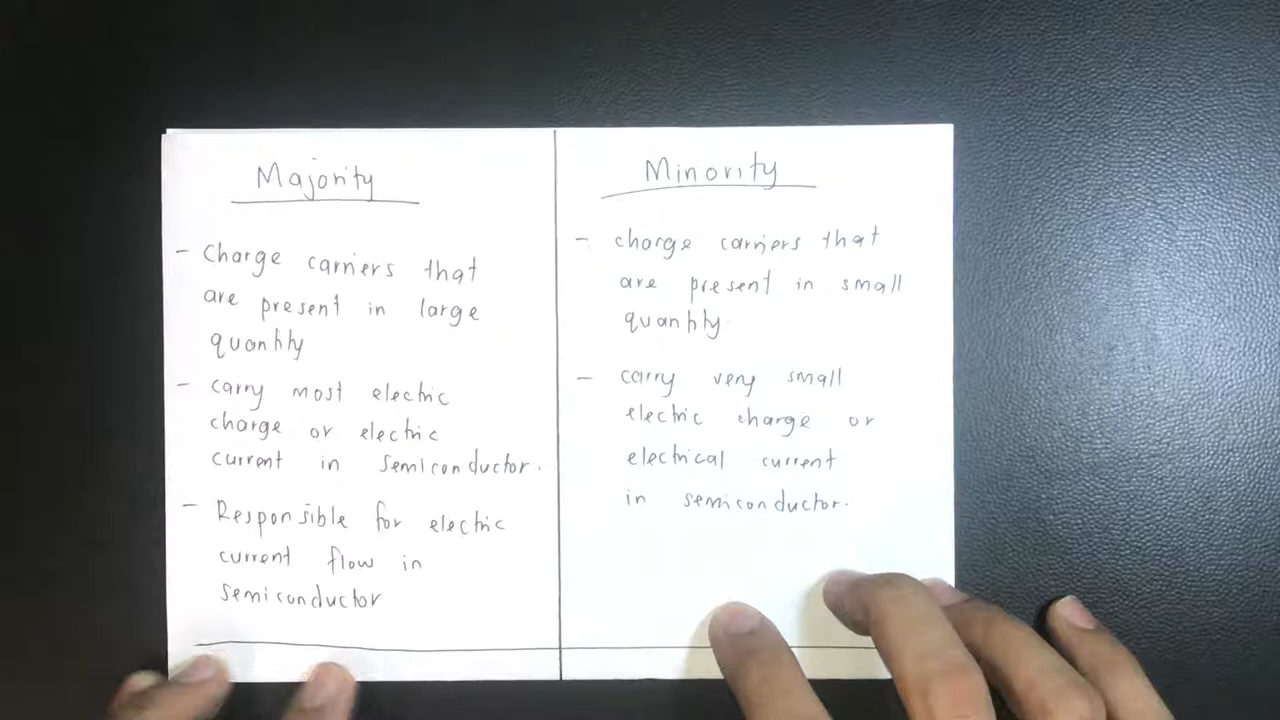 Majority
- Charge carriers that
are present in large
quantity
- carry most electric
charge or electric
current in semiconductor.
- Responsible for electric
current flow in
semiconductor
Minority
- charge carriers that
are present in small
quantity.
- carry very small
electric charge or
electrical current
in semiconductor.